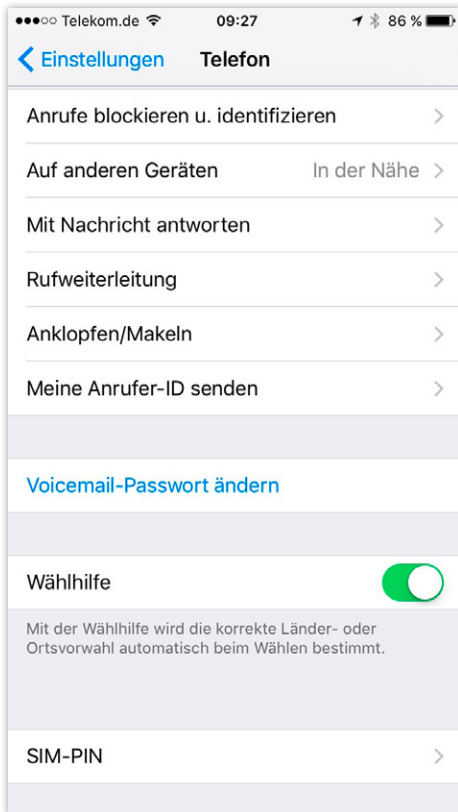 Telekom.de 09:27 86 %
Einstellungen Telefon
Anrufe blockieren u. identifizieren
Auf anderen Geräten In der Nähe
Mit Nachricht antworten
Rufweiterleitung
Anklopfen/Makeln
Meine Anrufer-ID senden
Voicemail-Passwort ändern
Wählhilfe
Mit der Wählhilfe wird die korrekte Länder- oder
Ortsvorwahl automatisch beim Wählen bestimmt.
SIM-PIN